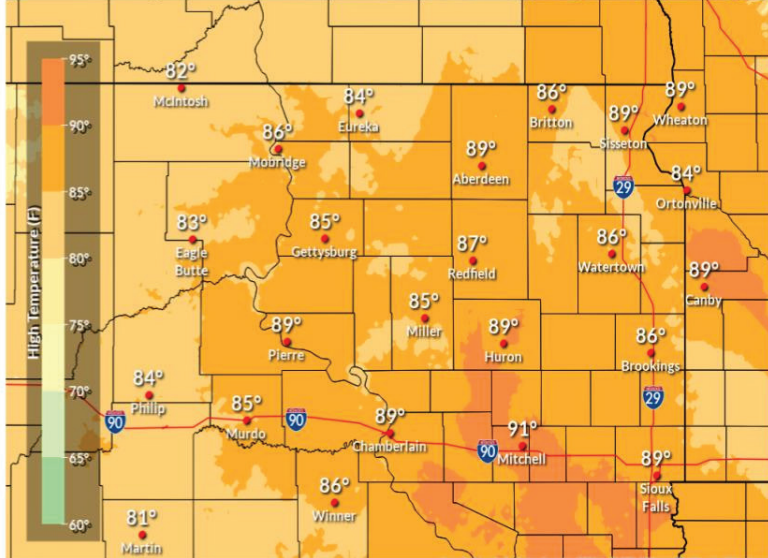 High Temperature (F)
95°
90°
85°
80°
75°
70°
65°
60°
82°
McIntosh
84°
Eureka
86°
Britton
89°
Sisseton
89°
Wheaton
86°
Mobridge
89°
Aberdeen
29
84°
Ortonville
83°
Eagle
Butte
85°
Gettysburg
87°
Redfield
86°
Watertown
89°
Canby
89°
Pierre
85°
Miller
89°
Huron
86°
Brookings
84°
Philip
85°
Murdo
90
90
89°
Chamberlain
90
91°
Mitchell
29
89°
Sioux
Falls
86°
Winner
81°
Martin